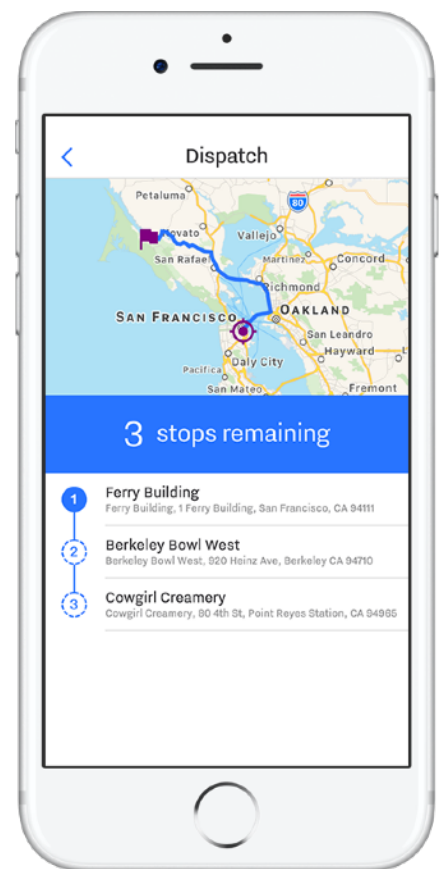 Dispatch
Petaluma
80
Novato
Vallejo
San Rafael
Martinez
Concord
Richmond
SAN FRANCISCO
OAKLAND
San Leandro
Daly City
Hayward
Pacifica
San Mateo
Fremont
3 stops remaining
1
Ferry Building
Ferry Building, 1 Ferry Building, San Francisco, CA 94111
2
Berkeley Bowl West
Berkeley Bowl West, 920 Heinz Ave, Berkeley CA 94710
3
Cowgirl Creamery
Cowgirl Creamery, 80 4th St, Point Reyes Station, CA 94965